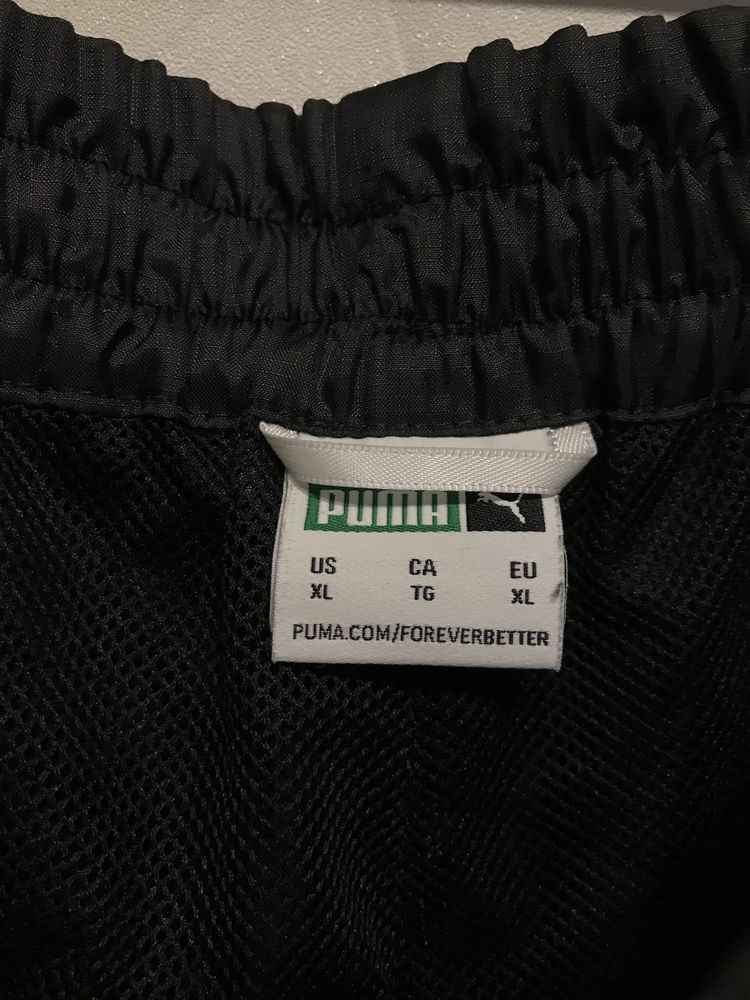 PUMA
US CA EU
XL TG XL
PUMA.COM/FOREVERBETTER